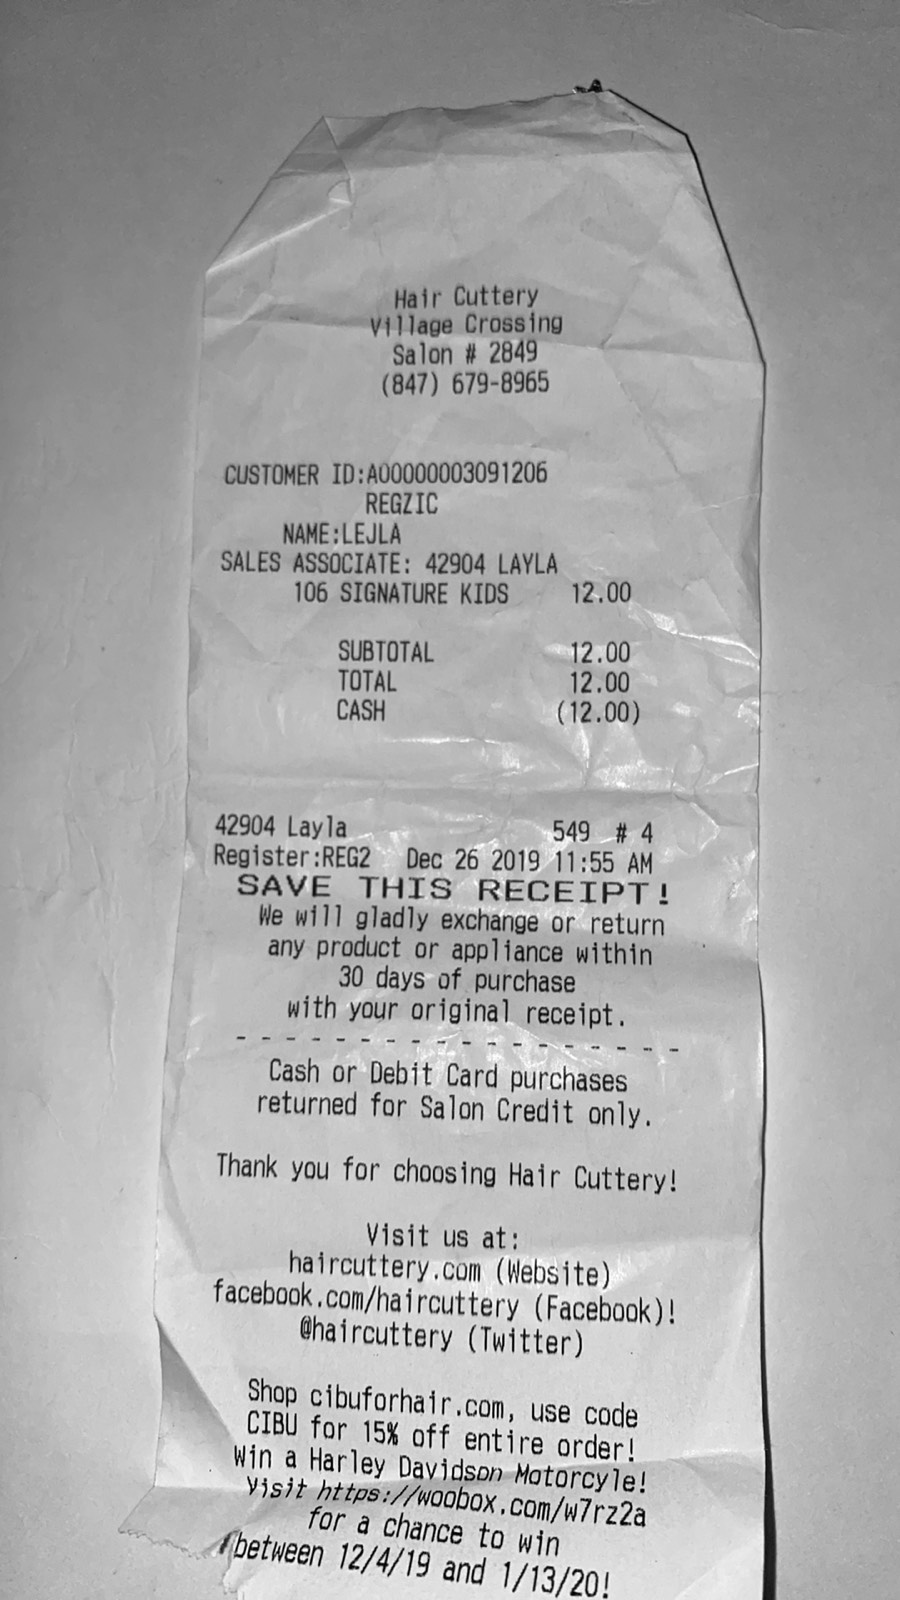 Hair Cuttery
Village Crossing
Salon # 2849
(847) 679-8965
CUSTOMER ID:A00000003091206
REGZIC
NAME:LEJLA
SALES ASSOCIATE: 42904 LAYLA
106 SIGNATURE KIDS 12.00
SUBTOTAL 12.00
TOTAL 12.00
CASH (12.00)
42904 Layla 549 # 4
Register:REG2 Dec 26 2019 11:55 AM
SAVE THIS RECEIPT!
We will gladly exchange or return
any product or appliance within
30 days of purchase
with your original receipt.
- - - - - - - - - - - - - - - - - - -
Cash or Debit Card purchases
returned for Salon Credit only.
Thank you for choosing Hair Cuttery!
Visit us at:
haircuttery.com (Website)
facebook.com/haircuttery (Facebook)!
@haircuttery (Twitter)
Shop cibuforhair.com, use code
CIBU for 15% off entire order!
Win a Harley Davidson Motorcyle!
Visit https://woobox.com/w7rz2a
for a chance to win
between 12/4/19 and 1/13/20!